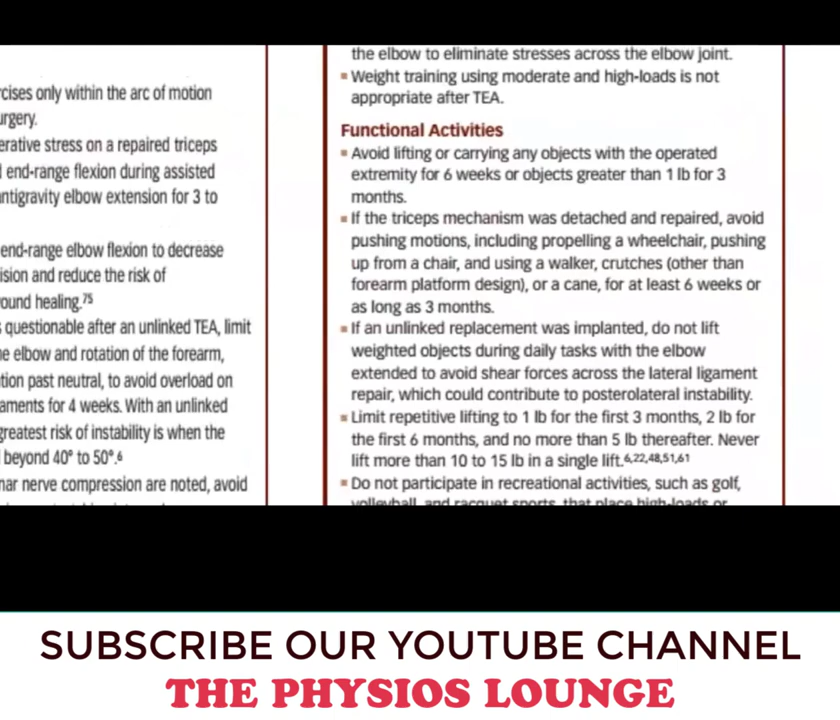 cises only within the arc of motion
urgery.
erative stress on a repaired triceps
end-range flexion during assisted
ntigravity elbow extension for 3 to
end-range elbow flexion to decrease
ision and reduce the risk of
ound healing.75
questionable after an unlinked TEA, limit
e elbow and rotation of the forearm,
tion past neutral, to avoid overload on
aments for 4 weeks. With an unlinked
greatest risk of instability is when the
beyond 40° to 50°.6
nar nerve compression are noted, avoid
the elbow to eliminate stresses across the elbow joint.
▪ Weight training using moderate and high-loads is not
appropriate after TEA.
Functional Activities
▪ Avoid lifting or carrying any objects with the operated
extremity for 6 weeks or objects greater than 1 lb for 3
months.
▪ If the triceps mechanism was detached and repaired, avoid
pushing motions, including propelling a wheelchair, pushing
up from a chair, and using a walker, crutches (other than
forearm platform design), or a cane, for at least 6 weeks or
as long as 3 months.
▪ If an unlinked replacement was implanted, do not lift
weighted objects during daily tasks with the elbow
extended to avoid shear forces across the lateral ligament
repair, which could contribute to posterolateral instability.
▪ Limit repetitive lifting to 1 lb for the first 3 months, 2 lb for
the first 6 months, and no more than 5 lb thereafter. Never
lift more than 10 to 15 lb in a single lift.6,22,48,51,61
▪ Do not participate in recreational activities, such as golf,
volleyball, and racquet sports, that place high-loads or
SUBSCRIBE OUR YOUTUBE CHANNEL
THE PHYSIOS LOUNGE